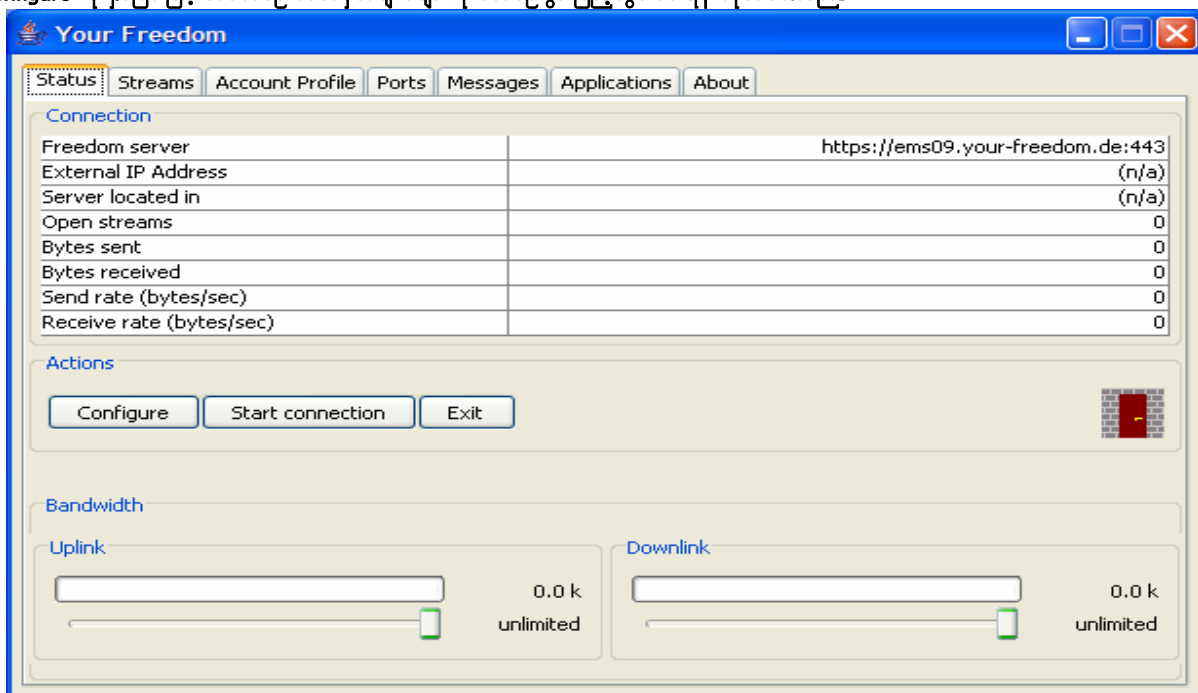 Your Freedom
Status Streams Account Profile Ports Messages Applications About
Connection
Freedom server https://ems09.your-freedom.de:443
External IP Address (n/a)
Server located in (n/a)
Open streams 0
Bytes sent 0
Bytes received 0
Send rate (bytes/sec) 0
Receive rate (bytes/sec) 0
Actions
Configure Start connection Exit
Bandwidth
Uplink Downlink
0.0 k 0.0 k
unlimited unlimited